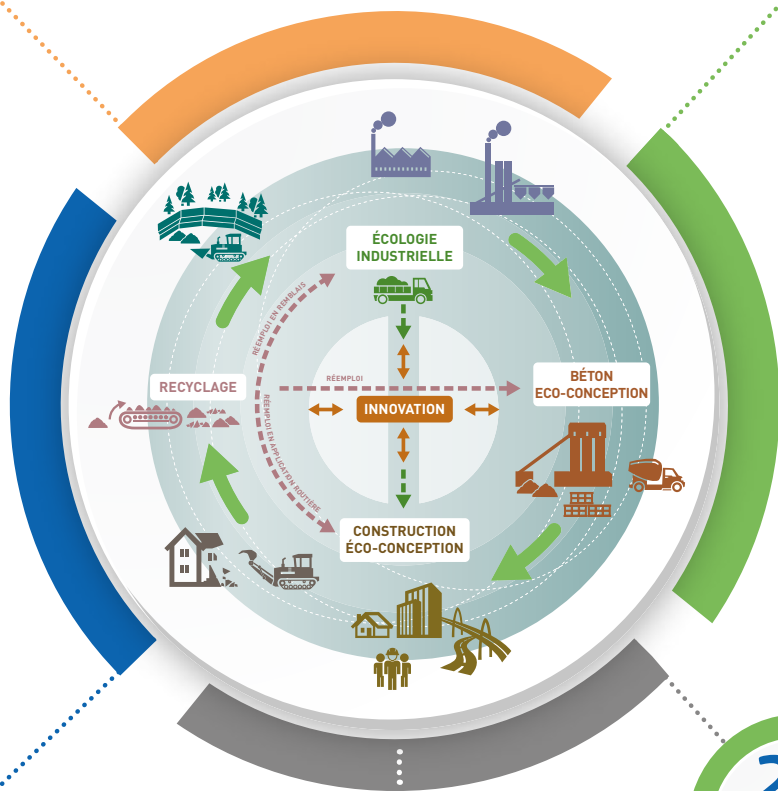 ÉCOLOGIE
INDUSTRIELLE
RÉEMPLOI EN REMBLAIS
RECYCLAGE
RÉEMPLOI
BÉTON
ECO-CONCEPTION
INNOVATION
RÉEMPLOI EN APPLICATION ROUTIÈRE
CONSTRUCTION
ÉCO-CONCEPTION